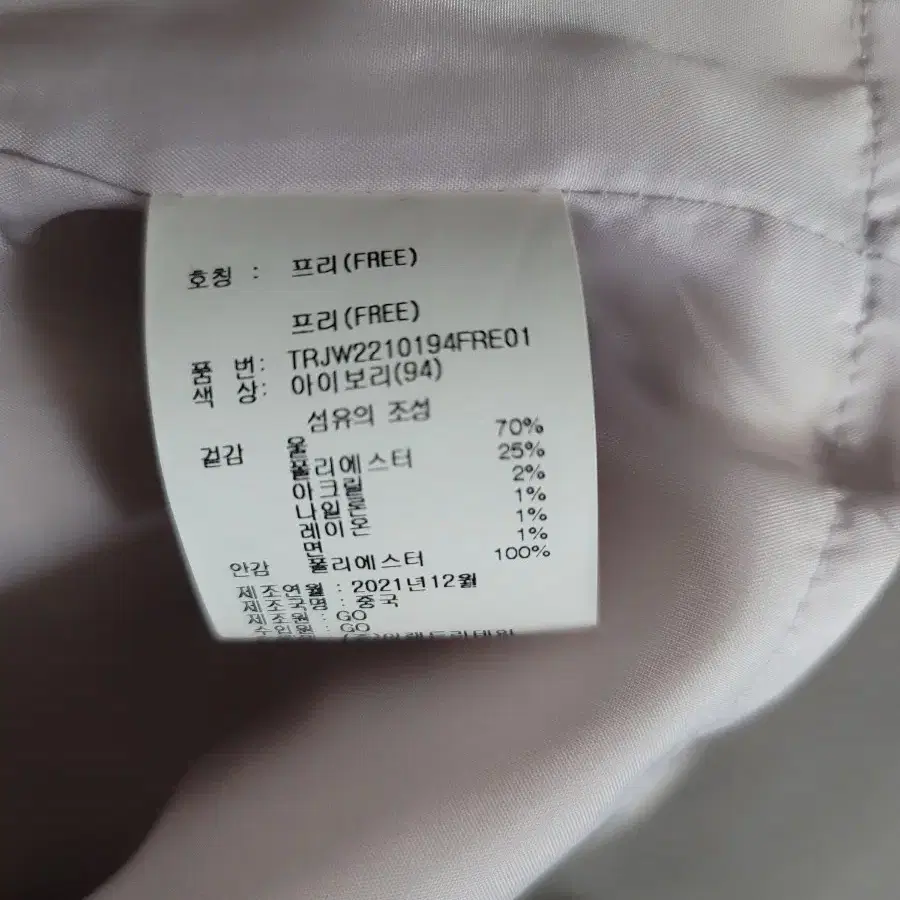 호칭 : 프리(FREE)
프리(FREE)
품 번: TRJW2210194FRE01
색 상: 아이보리(94)
섬유의 조성
겉감 울 70%
폴리에스터 25%
아크릴 2%
나일론 1%
레이온 1%
면 1%
안감 폴리에스터 100%
제조연월 : 2021년12월
제조국명 : 중국
제조원 : GO
수입원 : GO